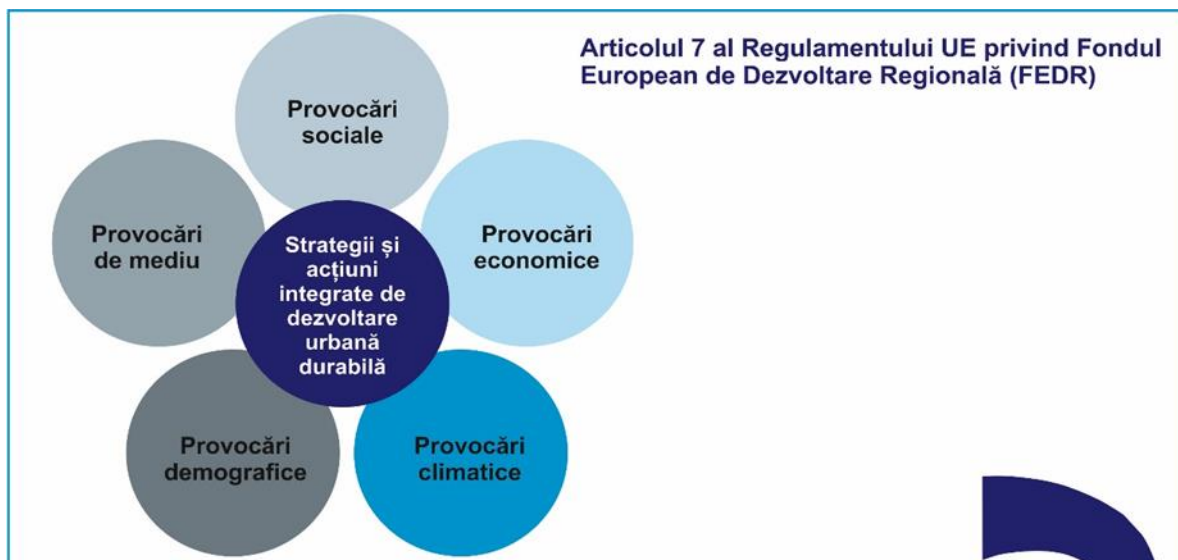 Articolul 7 al Regulamentului UE privind Fondul
European de Dezvoltare Regională (FEDR)
Provocări
sociale
Provocări
de mediu
Strategii și
acțiuni
integrate de
dezvoltare
urbană
durabilă
Provocări
economice
Provocări
demografice
Provocări
climatice